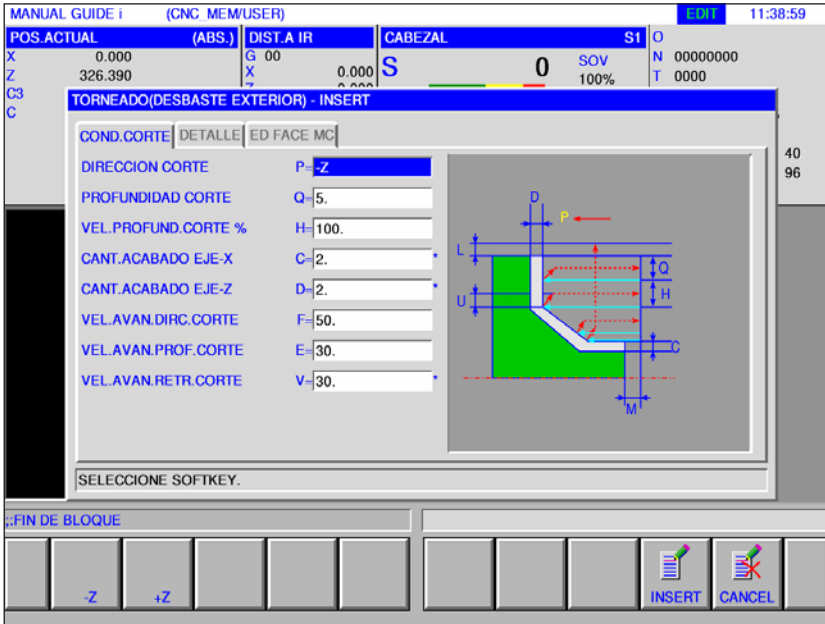 MANUAL GUIDE i (CNC_MEM/USER) EDIT 11:38:59
POS.ACTUAL (ABS.) DIST.A IR CABEZAL S1 O
X 0.000 G 00 S 0 SOV N 00000000
Z 326.390 X 0.000 100% T 0000
C3
C
TORNEADO(DESBASTE EXTERIOR) - INSERT
COND.CORTE DETALLE ED FACE MC
DIRECCION CORTE P= -Z
PROFUNDIDAD CORTE Q= 5.
VEL.PROFUND.CORTE % H= 100.
CANT.ACABADO EJE-X C= 2. *
CANT.ACABADO EJE-Z D= 2. *
VEL.AVAN.DIRC.CORTE F= 50.
VEL.AVAN.PROF.CORTE E= 30.
VEL.AVAN.RETR.CORTE V= 30. *
D
P
L
Q
U
H
C
M
40
96
SELECCIONE SOFTKEY.
;:FIN DE BLOQUE
-Z +Z INSERT CANCEL